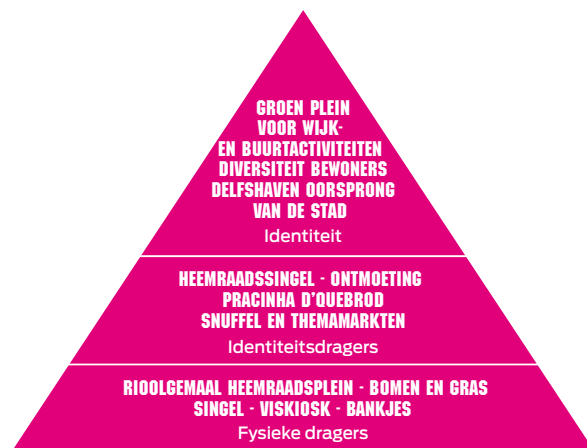 GROEN PLEIN
VOOR WIJK-
EN BUURTACTIVITEITEN
DIVERSITEIT BEWONERS
DELFSHAVEN OORSPRONG
VAN DE STAD
Identiteit
HEEMRAADSSINGEL - ONTMOETING
PRACINHA D'QUEBROD
SNUFFEL EN THEMAMARKTEN
Identiteitsdragers
RIOOLGEMAAL HEEMRAADSPLEIN - BOMEN EN GRAS
SINGEL - VISKIOSK - BANKJES
Fysieke dragers